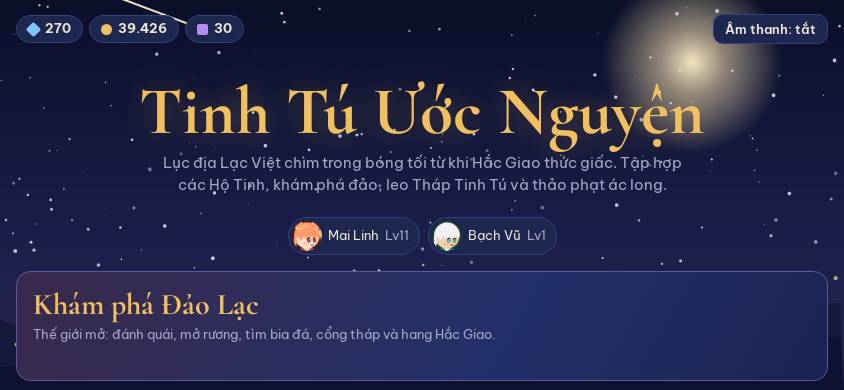 270 39.426 30 Âm thanh: tắt
Tinh Tú Ước Nguyện
Lục địa Lạc Việt chìm trong bóng tối từ khi Hắc Giao thức giấc. Tập hợp
các Hộ Tinh, khám phá đảo, leo Tháp Tinh Tú và thảo phạt ác long.
Mai Linh Lv11 Bạch Vũ Lv1
Khám phá Đảo Lạc
Thế giới mở: đánh quái, mở rương, tìm bia đá, cổng tháp và hang Hắc Giao.